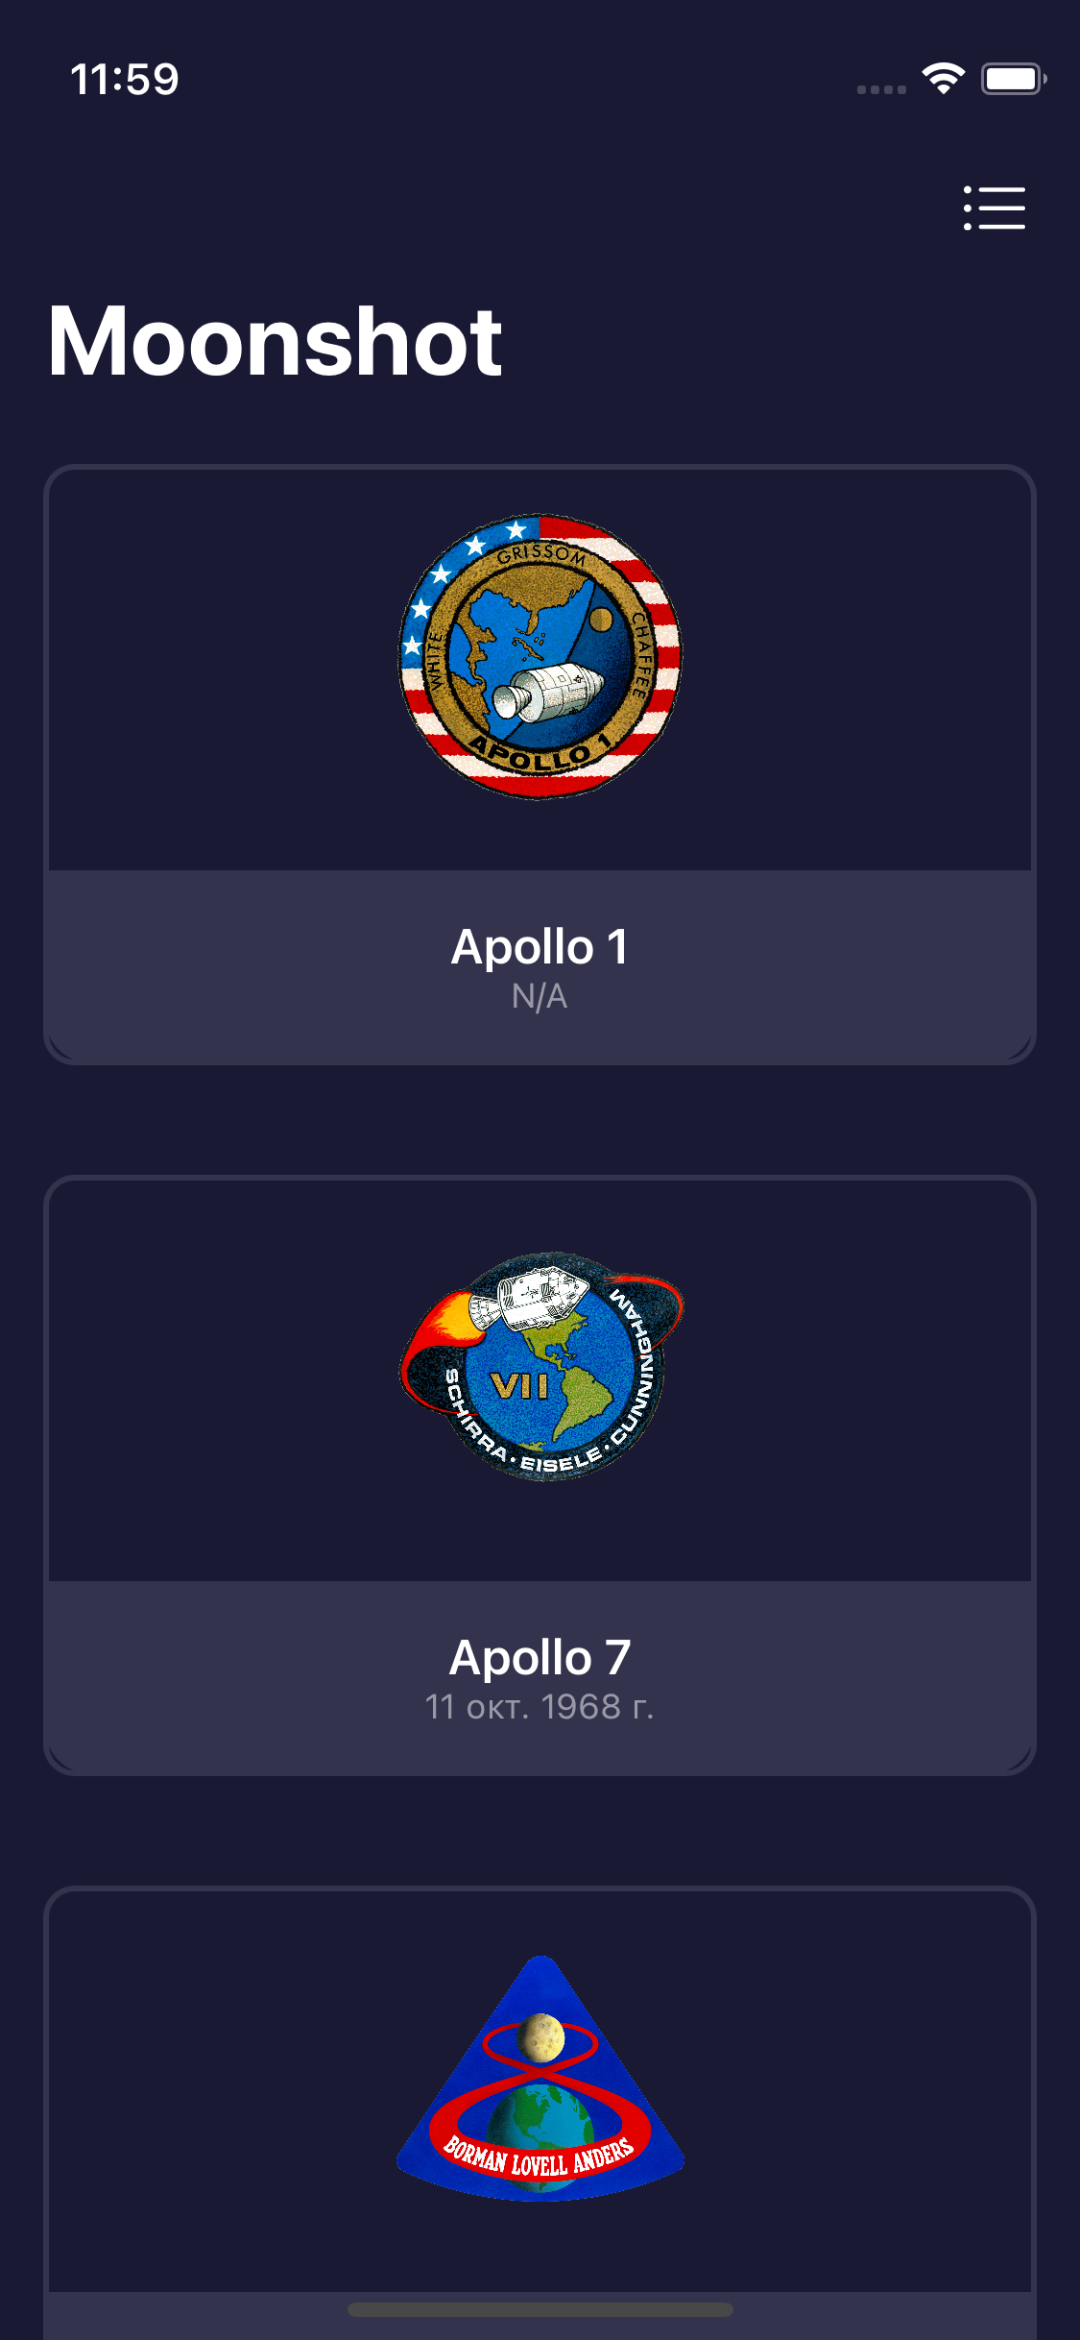 11:59
Moonshot
GRISSOM
WHITE
CHAFFEE
APOLLO 1
Apollo 1
N/A
VII
SCHIRRA · EISELE · CUNNINGHAM
Apollo 7
11 окт. 1968 г.
BORMAN LOVELL ANDERS